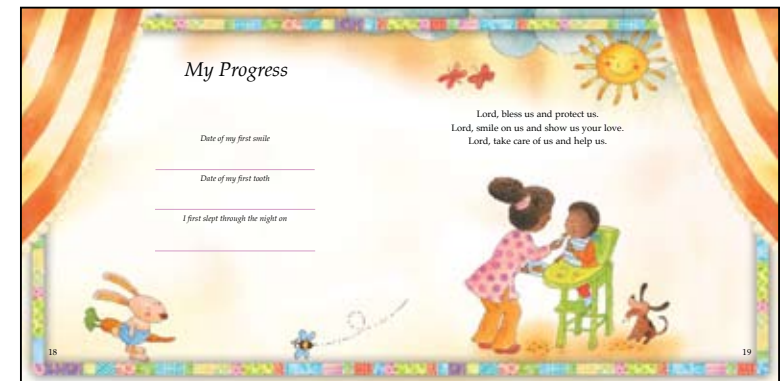 My Progress
Date of my first smile
Date of my first tooth
I first slept through the night on
18
Lord, bless us and protect us.
Lord, smile on us and show us your love.
Lord, take care of us and help us.
19